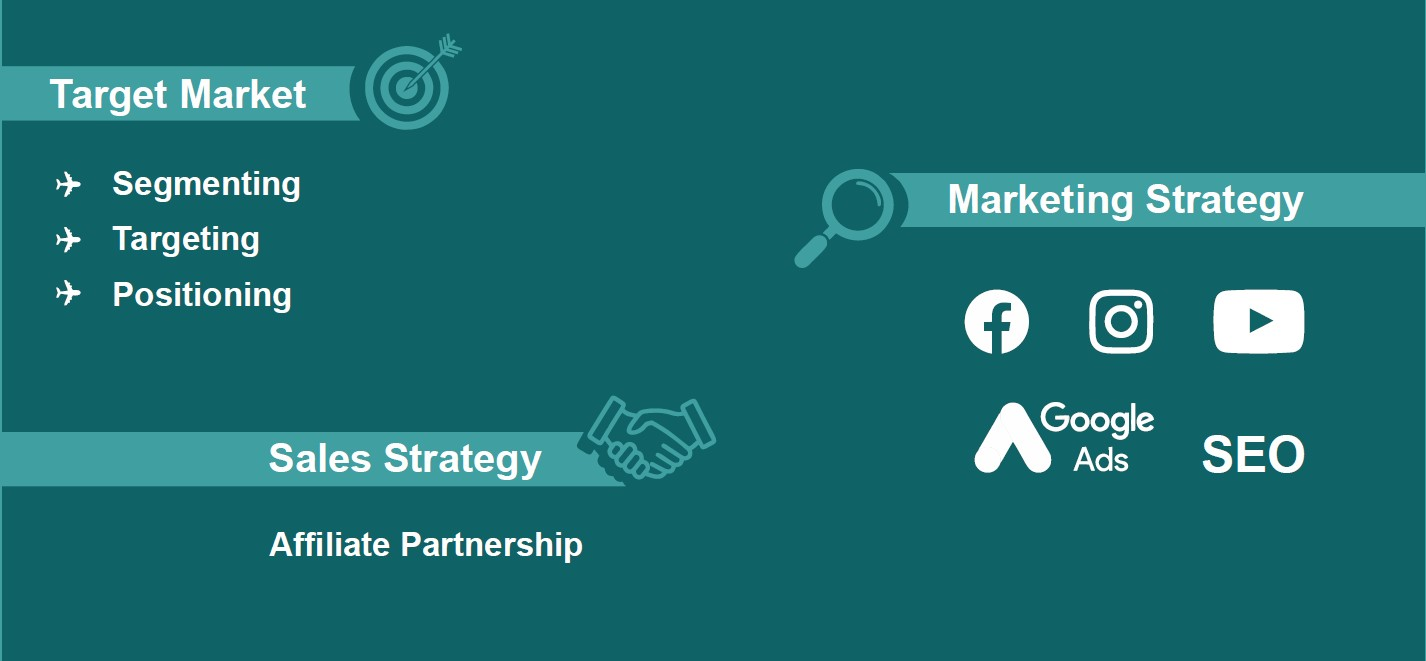 Target Market
Segmenting
Targeting
Positioning
Marketing Strategy
Google
Ads
SEO
Sales Strategy
Affiliate Partnership